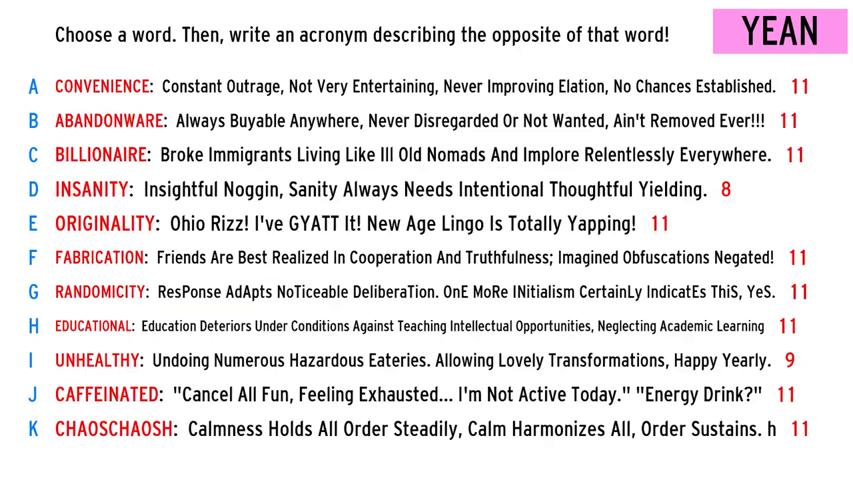 Choose a word. Then, write an acronym describing the opposite of that word!
YEAN
A CONVENIENCE: Constant Outrage, Not Very Entertaining, Never Improving Elation, No Chances Established. 11
B ABANDONWARE: Always Buyable Anywhere, Never Disregarded Or Not Wanted, Ain't Removed Ever!!! 11
C BILLIONAIRE: Broke Immigrants Living Like Ill Old Nomads And Implore Relentlessly Everywhere. 11
D INSANITY: Insightful Noggin, Sanity Always Needs Intentional Thoughtful Yielding. 8
E ORIGINALITY: Ohio Rizz! I've GYATT It! New Age Lingo Is Totally Yapping! 11
F FABRICATION: Friends Are Best Realized In Cooperation And Truthfulness; Imagined Obfuscations Negated! 11
G RANDOMICITY: ResPonse AdApts NoTiceable DeliberaTion. OnE MoRe INitialism CertainLy IndicatEs ThiS, YeS. 11
H EDUCATIONAL: Education Deteriors Under Conditions Against Teaching Intellectual Opportunities, Neglecting Academic Learning 11
I UNHEALTHY: Undoing Numerous Hazardous Eateries. Allowing Lovely Transformations, Happy Yearly. 9
J CAFFEINATED: "Cancel All Fun, Feeling Exhausted... I'm Not Active Today." "Energy Drink?" 11
K CHAOSCHAOSH: Calmness Holds All Order Steadily, Calm Harmonizes All, Order Sustains. h 11